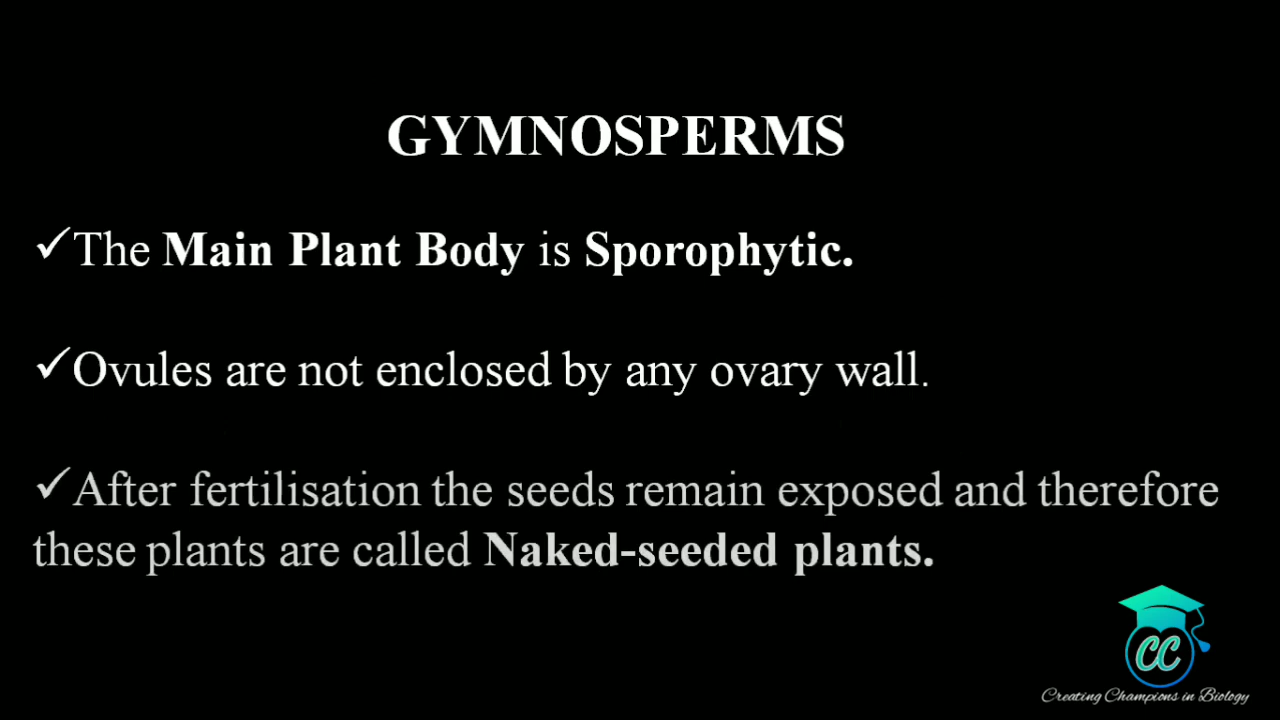 GYMNOSPERMS
✓The Main Plant Body is Sporophytic.
✓Ovules are not enclosed by any ovary wall.
✓After fertilisation the seeds remain exposed and therefore
these plants are called Naked-seeded plants.
CC
Creating Champions in Biology